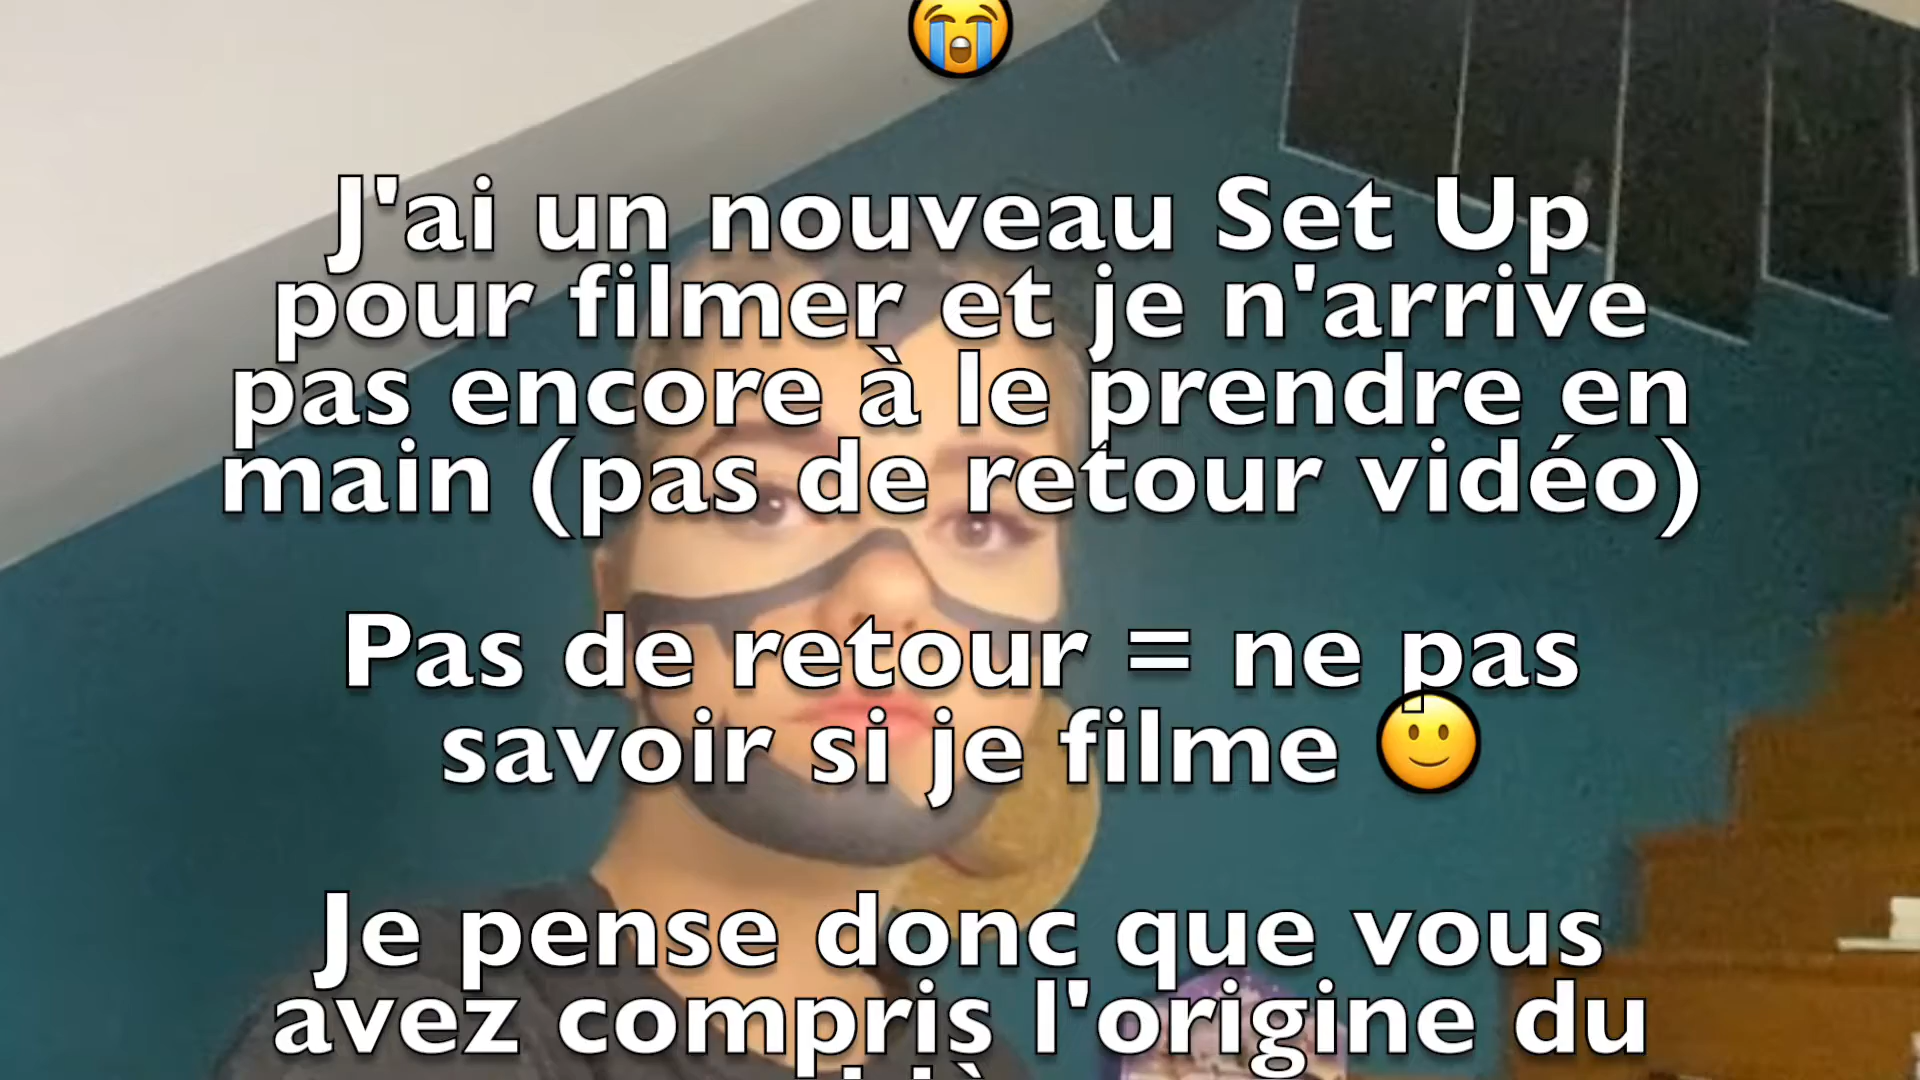 😭
J'ai un nouveau Set Up
pour filmer et je n'arrive
pas encore à le prendre en
main (pas de retour vidéo)
Pas de retour = ne pas
savoir si je filme 🙂
Je pense donc que vous
avez compris l'origine du